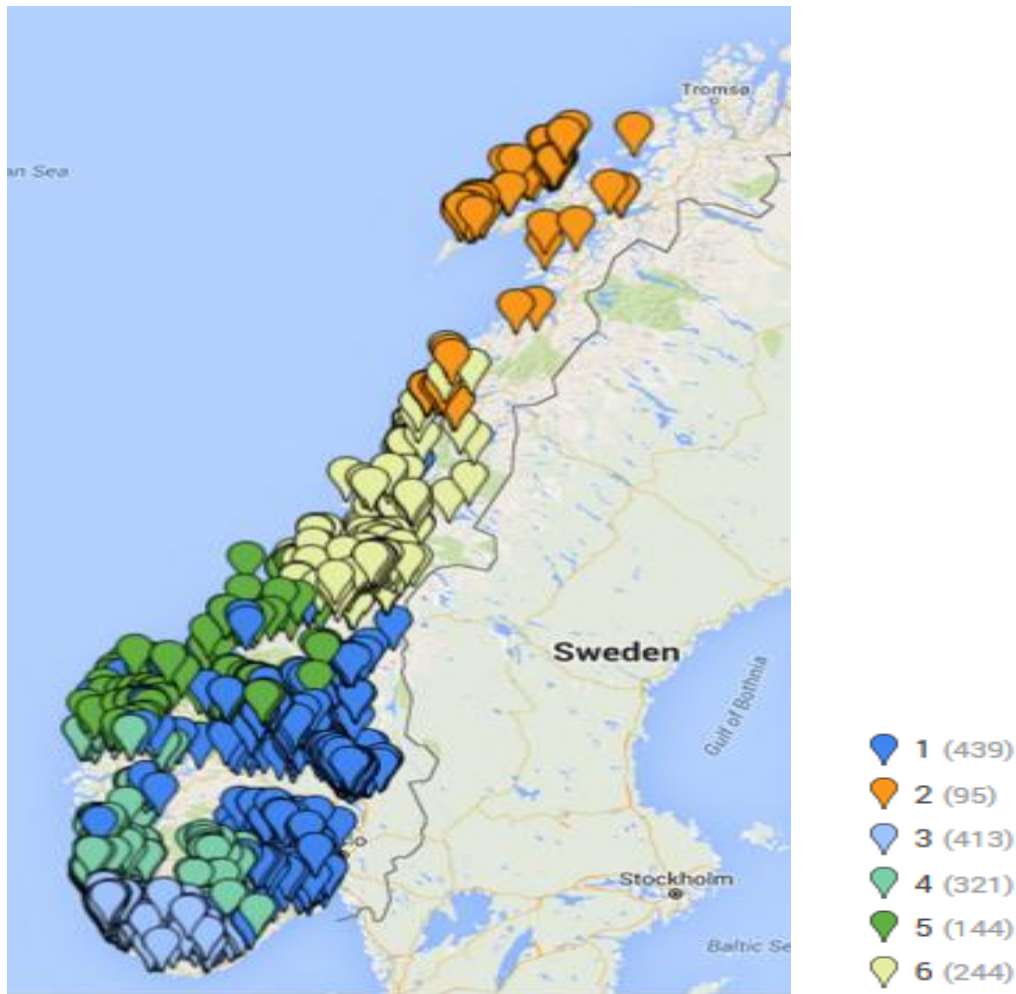 Tromsø
an Sea
Sweden
Gulf of Bothnia
lo
Stockholm
Baltic Se
1 (439)
2 (95)
3 (413)
4 (321)
5 (144)
6 (244)